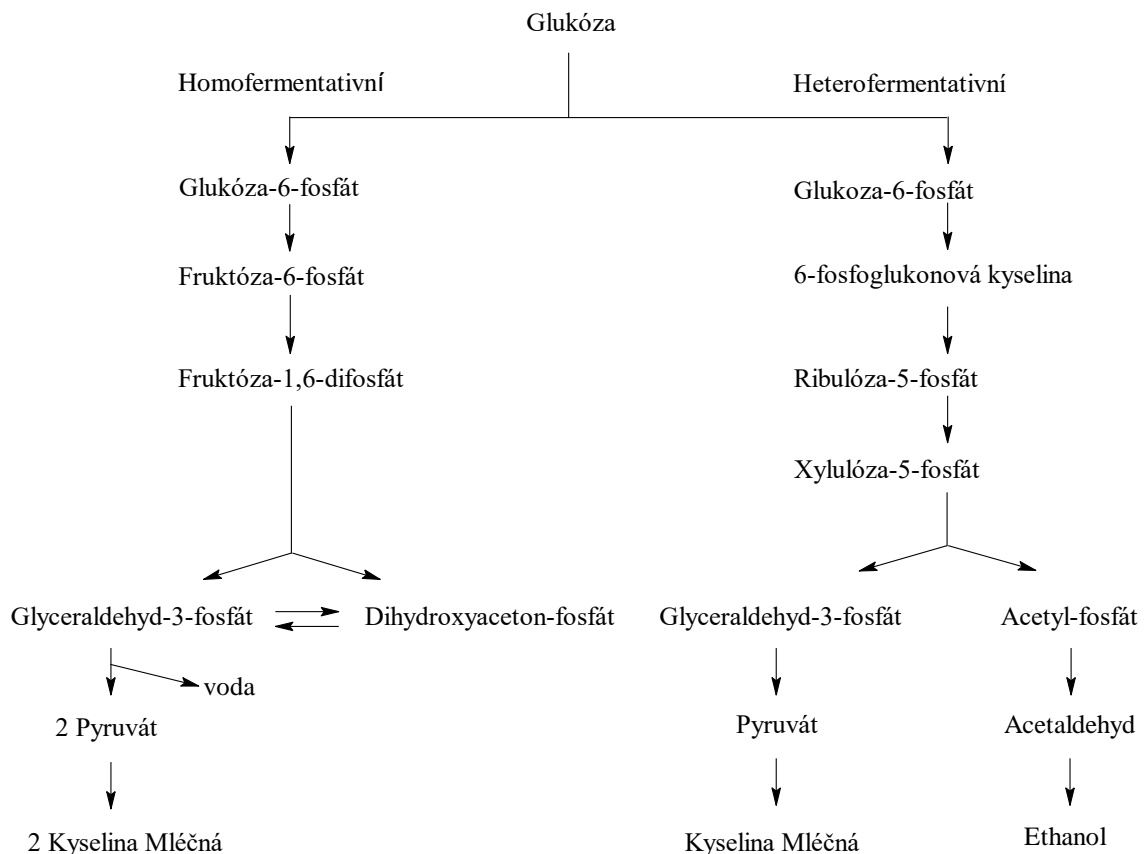 Glukóza
Homofermentativní
Heterofermentativní
Glukóza-6-fosfát
Glukoza-6-fosfát
Fruktóza-6-fosfát
6-fosfoglukonová kyselina
Fruktóza-1,6-difosfát
Ribulóza-5-fosfát
Xylulóza-5-fosfát
Glyceraldehyd-3-fosfát
Dihydroxyaceton-fosfát
Glyceraldehyd-3-fosfát
Acetyl-fosfát
voda
2 Pyruvát
Pyruvát
Acetaldehyd
2 Kyselina Mléčná
Kyselina Mléčná
Ethanol